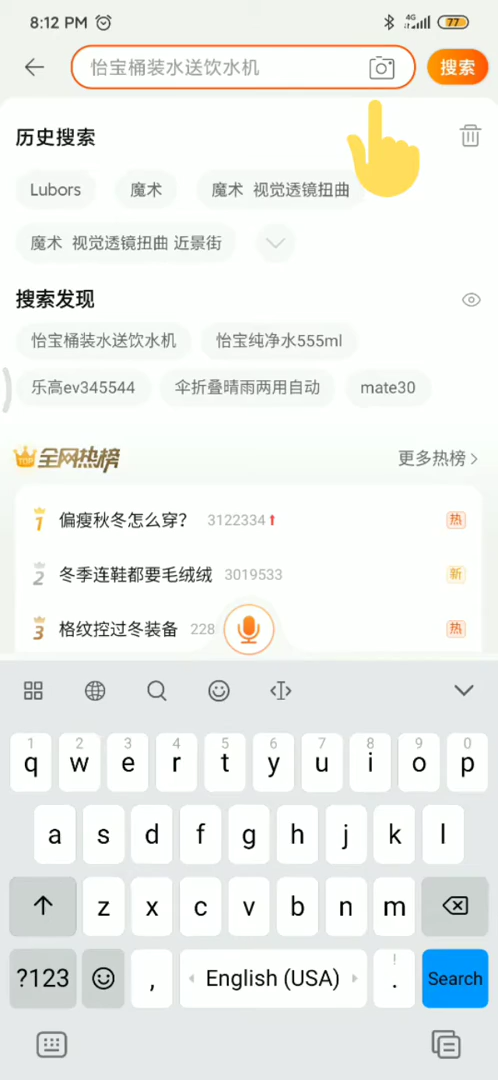 8:12 PM
4G
77
怡宝桶装水送饮水机
搜索
历史搜索
Lubors
魔术
魔术 视觉透镜扭曲
魔术 视觉透镜扭曲 近景街
搜索发现
怡宝桶装水送饮水机
怡宝纯净水555ml
乐高ev345544
伞折叠晴雨两用自动
mate30
TOP 全网热榜
更多热榜
1 偏瘦秋冬怎么穿? 3122334 热
2 冬季连鞋都要毛绒绒 3019533 新
3 格纹控过冬装备 228 热
1 2 3 4 5 6 7 8 9 0
q w e r t y u i o p
a s d f g h j k l
z x c v b n m
!
?123 , English (USA) . Search